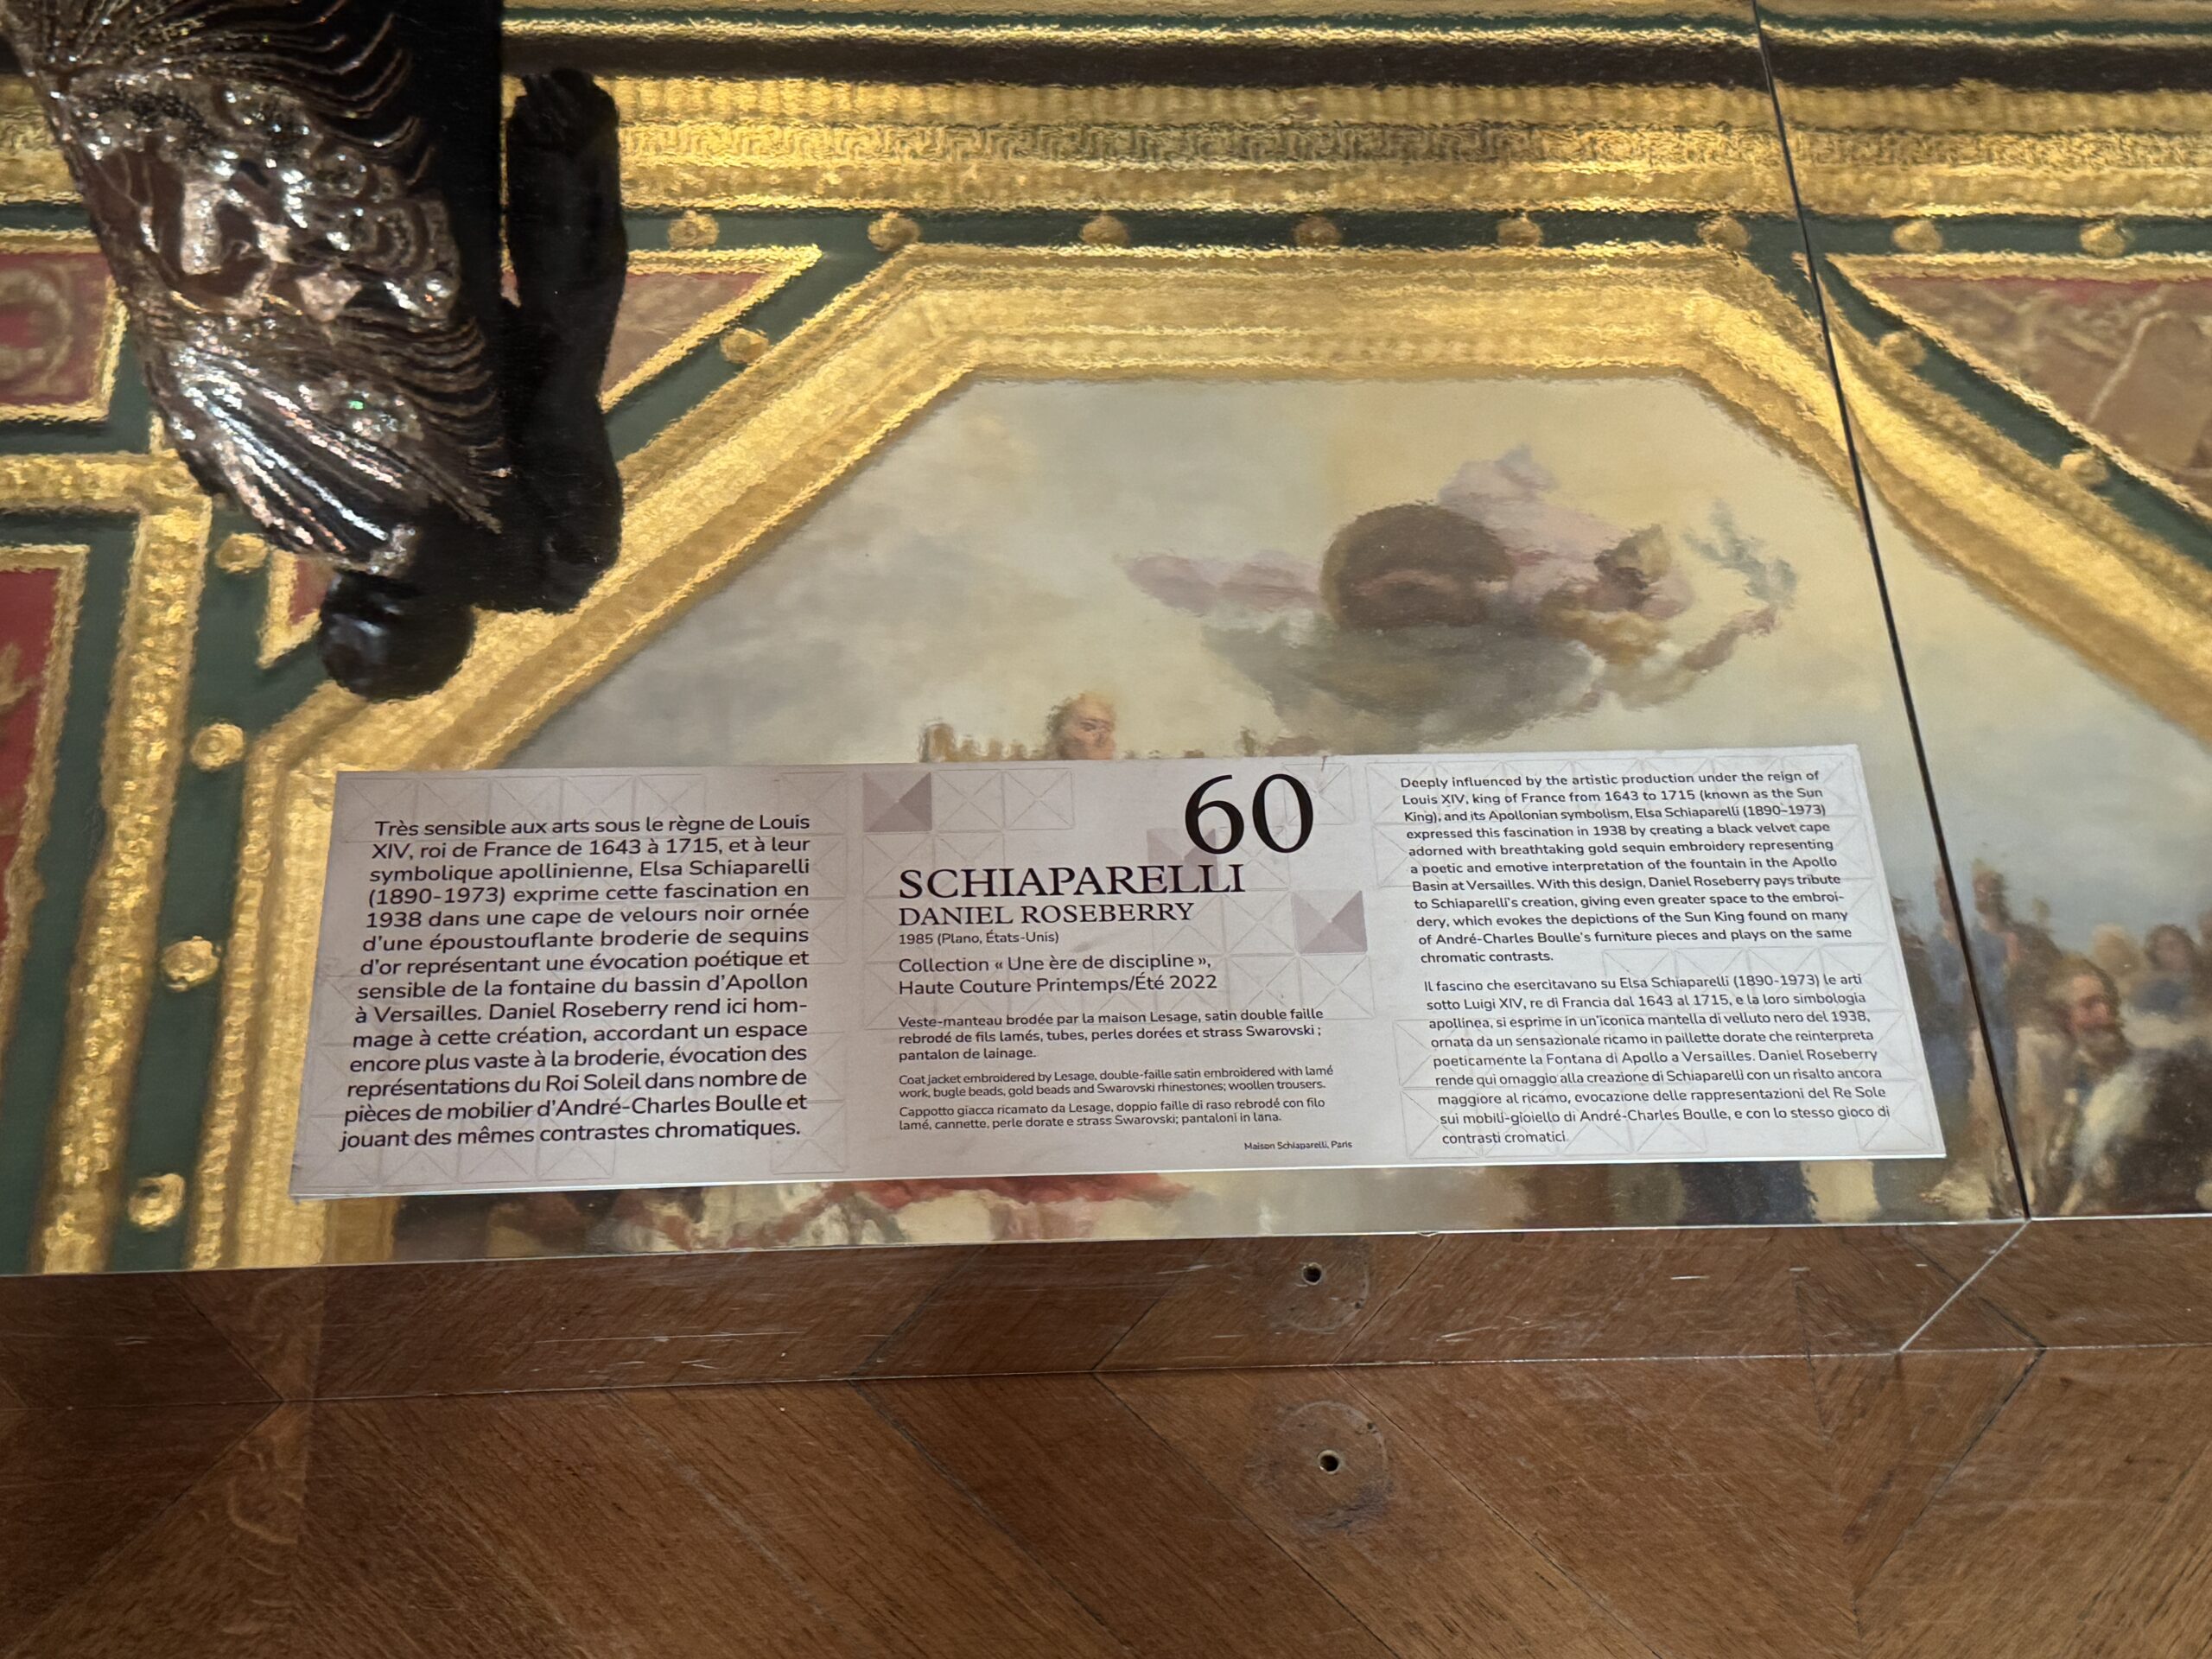 Très sensible aux arts sous le règne de Louis
XIV, roi de France de 1643 à 1715, et à leur
symbolique apollinienne, Elsa Schiaparelli
(1890-1973) exprime cette fascination en
1938 dans une cape de velours noir ornée
d'une époustouflante broderie de sequins
d'or représentant une évocation poétique et
sensible de la fontaine du bassin d'Apollon
à Versailles. Daniel Roseberry rend ici hom-
mage à cette création, accordant un espace
encore plus vaste à la broderie, évocation des
représentations du Roi Soleil dans nombre de
pièces de mobilier d'André-Charles Boulle et
jouant des mêmes contrastes chromatiques.
60
SCHIAPARELLI
DANIEL ROSEBERRY
1985 (Plano, États-Unis)
Collection « Une ère de discipline »,
Haute Couture Printemps/Été 2022
Veste-manteau brodée par la maison Lesage, satin double faille
rebrodé de fils lamés, tubes, perles dorées et strass Swarovski ;
pantalon de lainage.
Coat jacket embroidered by Lesage, double-faille satin embroidered with lamé
work, bugle beads, gold beads and Swarovski rhinestones; woollen trousers.
Cappotto giacca ricamato da Lesage, doppio faille di raso rebrodé con filo
lamé, cannette, perle dorate e strass Swarovski; pantaloni in lana.
Maison Schiaparelli, Paris
Deeply influenced by the artistic production under the reign of
Louis XIV, king of France from 1643 to 1715 (known as the Sun
King), and its Apollonian symbolism, Elsa Schiaparelli (1890–1973)
expressed this fascination in 1938 by creating a black velvet cape
adorned with breathtaking gold sequin embroidery representing
a poetic and emotive interpretation of the fountain in the Apollo
Basin at Versailles. With this design, Daniel Roseberry pays tribute
to Schiaparelli's creation, giving even greater space to the embroi-
dery, which evokes the depictions of the Sun King found on many
of André-Charles Boulle's furniture pieces and plays on the same
chromatic contrasts.
Il fascino che esercitavano su Elsa Schiaparelli (1890-1973) le arti
sotto Luigi XIV, re di Francia dal 1643 al 1715, e la loro simbologia
apollinea, si esprime in un'iconica mantella di velluto nero del 1938,
ornata da un sensazionale ricamo in paillette dorate che reinterpreta
poeticamente la Fontana di Apollo a Versailles. Daniel Roseberry
rende qui omaggio alla creazione di Schiaparelli con un risalto ancora
maggiore al ricamo, evocazione delle rappresentazioni del Re Sole
sui mobili-gioiello di André-Charles Boulle, e con lo stesso gioco di
contrasti cromatici.